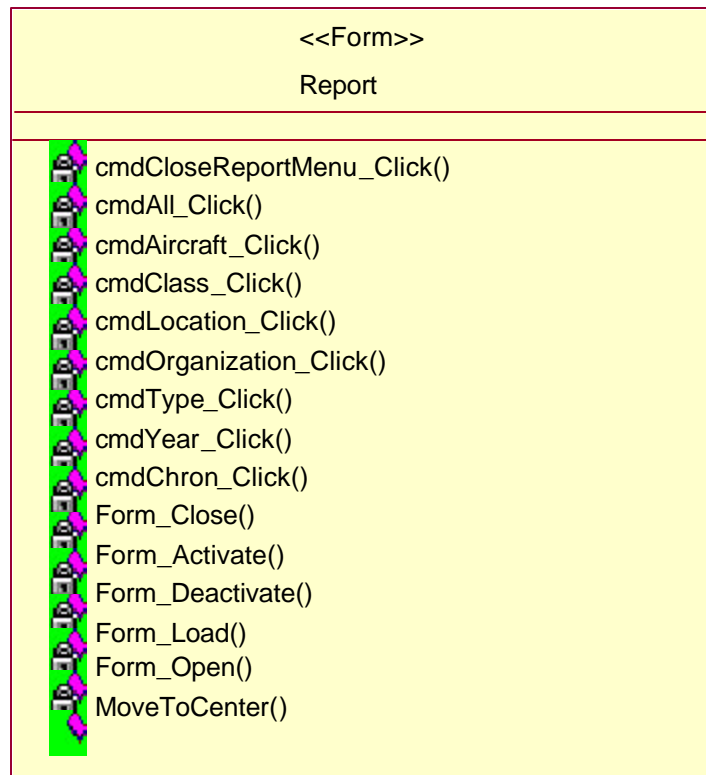 <<Form>>
Report
cmdCloseReportMenu_Click()
cmdAll_Click()
cmdAircraft_Click()
cmdClass_Click()
cmdLocation_Click()
cmdOrganization_Click()
cmdType_Click()
cmdYear_Click()
cmdChron_Click()
Form_Close()
Form_Activate()
Form_Deactivate()
Form_Load()
Form_Open()
MoveToCenter()